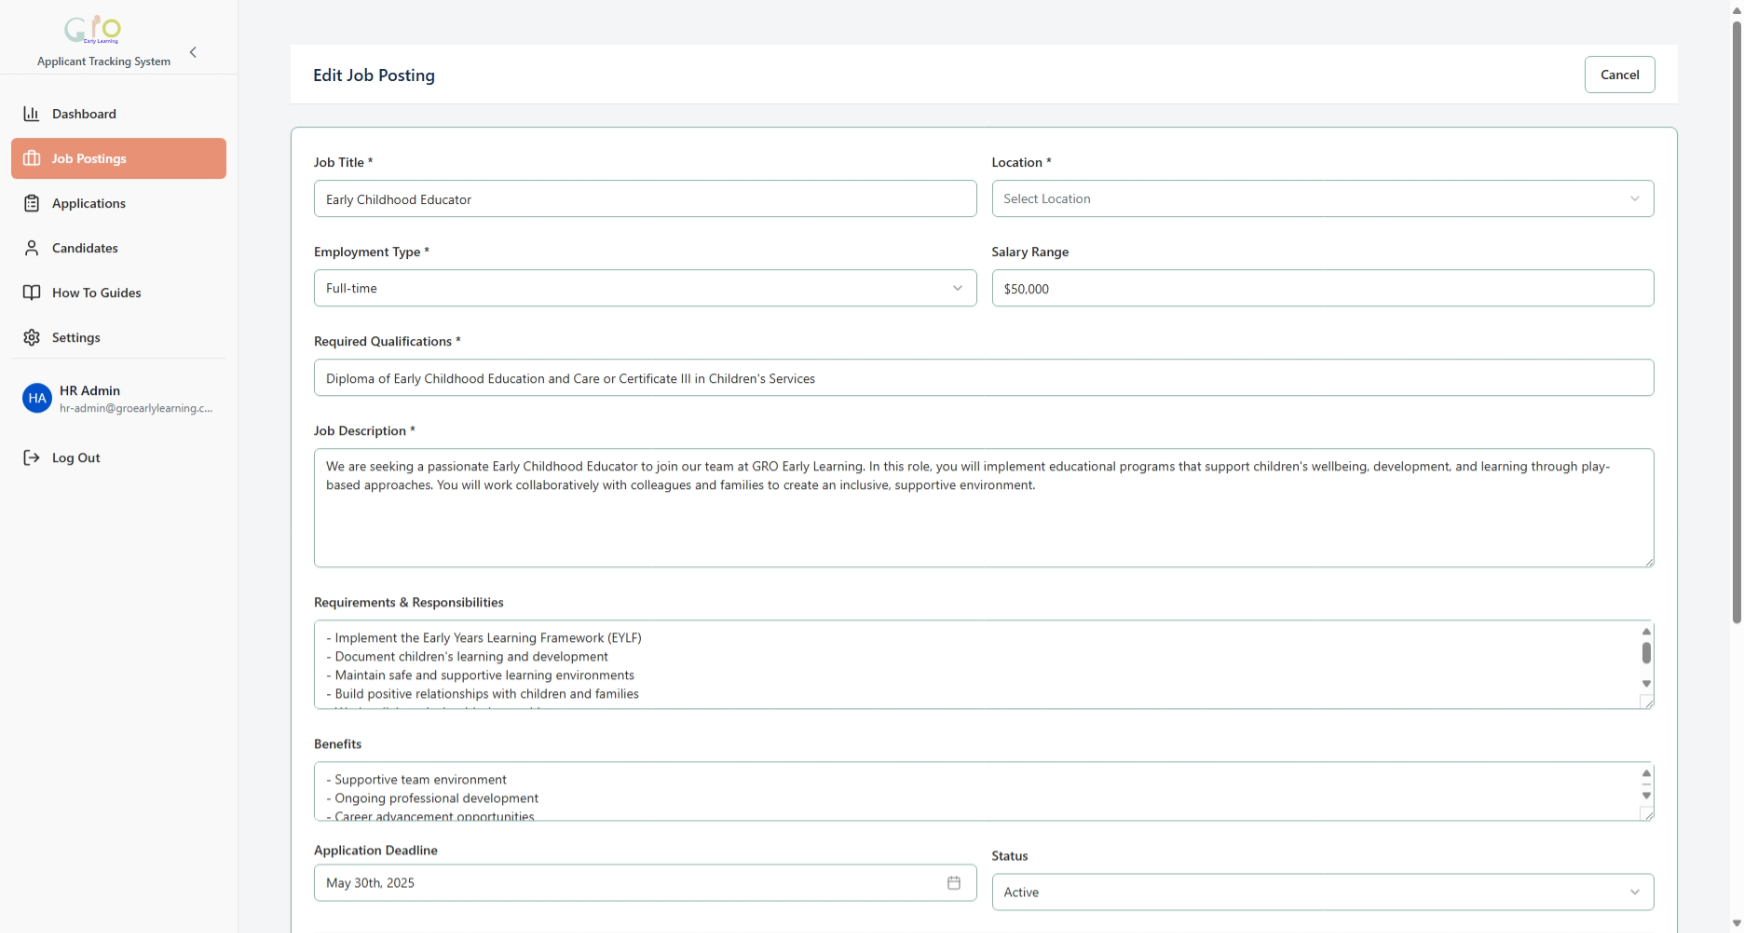 Gro
Early Learning
Applicant Tracking System
Dashboard
Job Postings
Applications
Candidates
How To Guides
Settings
HA
HR Admin
hr-admin@groearlylearning.c...
Log Out
Edit Job Posting
Cancel
Job Title *
Early Childhood Educator
Location *
Select Location
Employment Type *
Full-time
Salary Range
$50,000
Required Qualifications *
Diploma of Early Childhood Education and Care or Certificate III in Children's Services
Job Description *
We are seeking a passionate Early Childhood Educator to join our team at GRO Early Learning. In this role, you will implement educational programs that support children's wellbeing, development, and learning through play-
based approaches. You will work collaboratively with colleagues and families to create an inclusive, supportive environment.
Requirements & Responsibilities
- Implement the Early Years Learning Framework (EYLF)
- Document children's learning and development
- Maintain safe and supportive learning environments
- Build positive relationships with children and families
Benefits
- Supportive team environment
- Ongoing professional development
- Career advancement opportunities
Application Deadline
May 30th, 2025
Status
Active